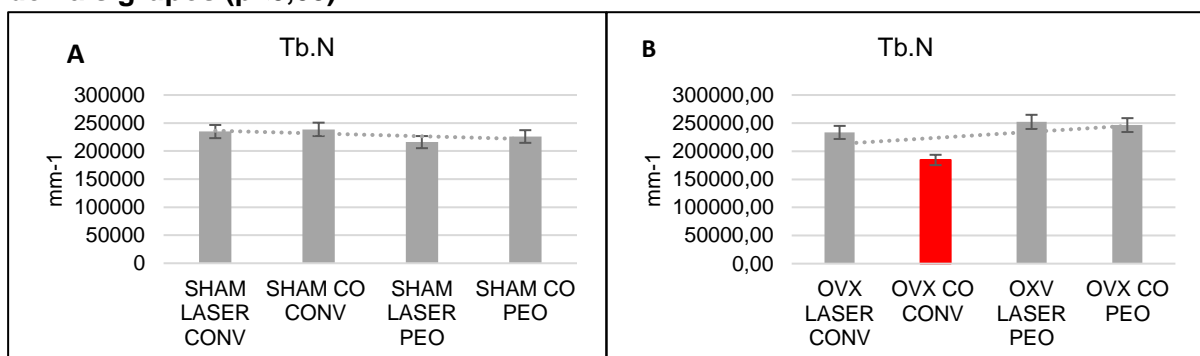 grupos
A
Tb.N
mm-1
300000
250000
200000
150000
100000
50000
0
SHAM LASER CONV
SHAM CO CONV
SHAM LASER PEO
SHAM CO PEO
B
Tb.N
mm-1
300000,00
250000,00
200000,00
150000,00
100000,00
50000,00
0,00
OVX LASER CONV
OVX CO CONV
OXV LASER PEO
OVX CO PEO